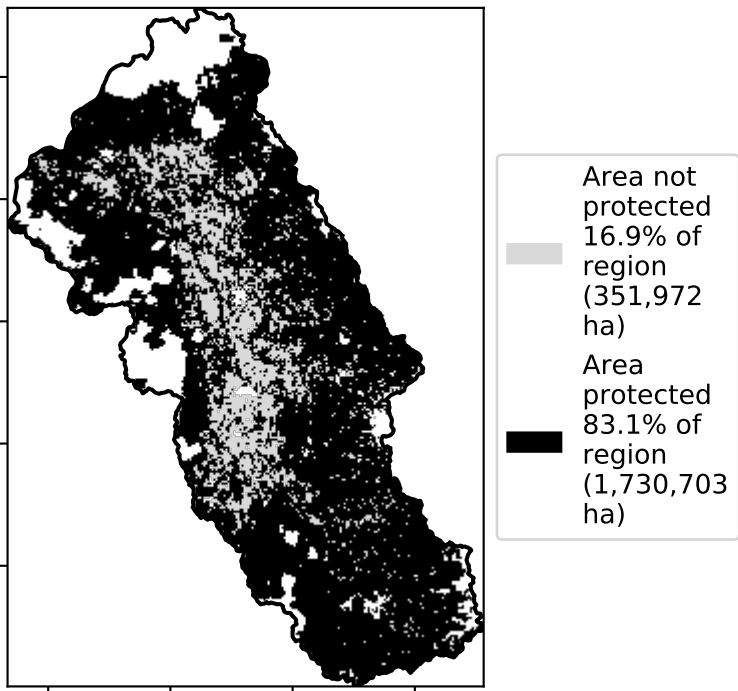 Area not
protected
16.9% of
region
(351,972
ha)
Area
protected
83.1% of
region
(1,730,703
ha)